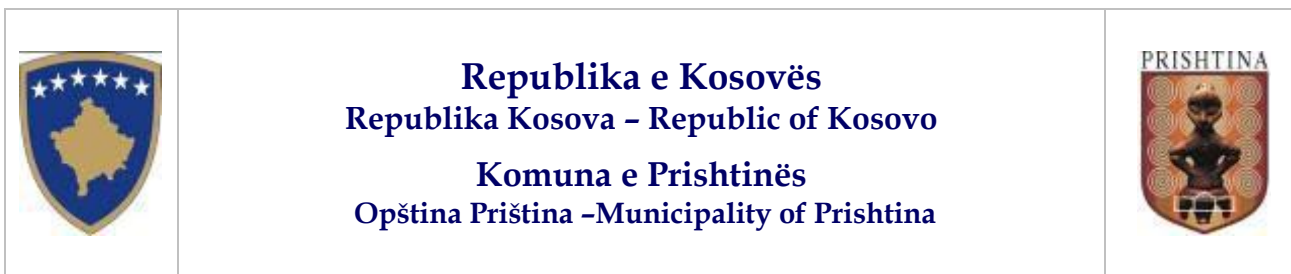 PRISHTINA
Republika e Kosovës
Republika Kosova – Republic of Kosovo
Komuna e Prishtinës
Opština Priština –Municipality of Prishtina